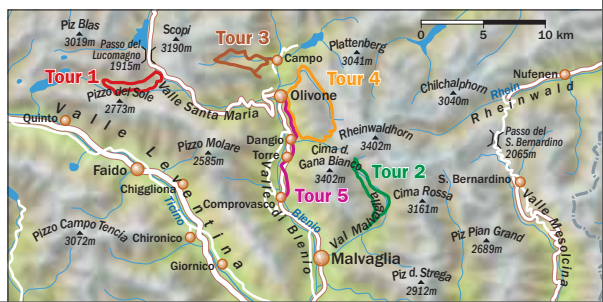 Piz Blas
3019m
Scopi
3190m
Passo del
Lucomagno
1915m
Tour 3
Campo
Plattenberg
3041m
0 5 10 km
Tour 1
Pizzo del Sole
2773m
Valle Santa Maria
Olivone
Tour 4
Chilchalphorn
3040m
Nufenen
Rhein
Rheinwald
Quinto
Valle Leventina
Pizzo Molare
2585m
Dangio
Torre
Rheinwaldhorn
3402m
Cima d.
Gana Bianca
3402m
Passo del
S. Bernardino
2065m
Faido
Chiggliona
Ticino
Comprovasco
Valle di Blenio
Tour 5
Tour 2
Cima Rossa
3161m
S. Bernardino
Pizzo Campo Tencia
3072m
Chironico
Giornico
Blenio
Val Malvaglia
Malvaglia
Piz Pian Grand
2689m
Valle Mesolcina
Piz d. Strega
2912m